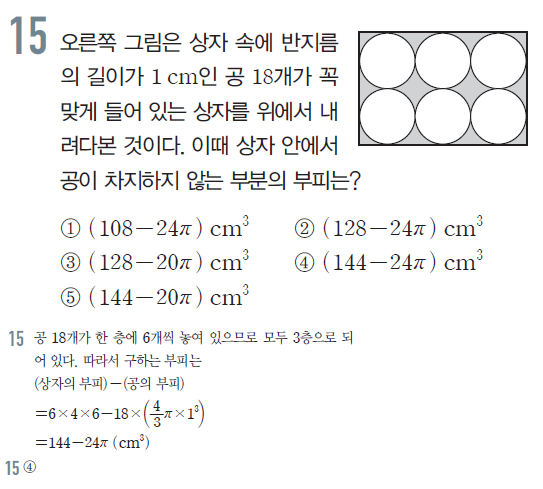 15 오른쪽 그림은 상자 속에 반지름
의 길이가 1 cm인 공 18개가 꼭
맞게 들어 있는 상자를 위에서 내
려다본 것이다. 이때 상자 안에서
공이 차지하지 않는 부분의 부피는?
① (108-24π) cm³ ② (128-24π) cm³
③ (128-20π) cm³ ④ (144-24π) cm³
⑤ (144-20π) cm³
15 공 18개가 한 층에 6개씩 놓여 있으므로 모두 3층으로 되
어 있다. 따라서 구하는 부피는
(상자의 부피)-(공의 부피)
=6×4×6-18×(4/3π×1³)
=144-24π (cm³)
15 ④